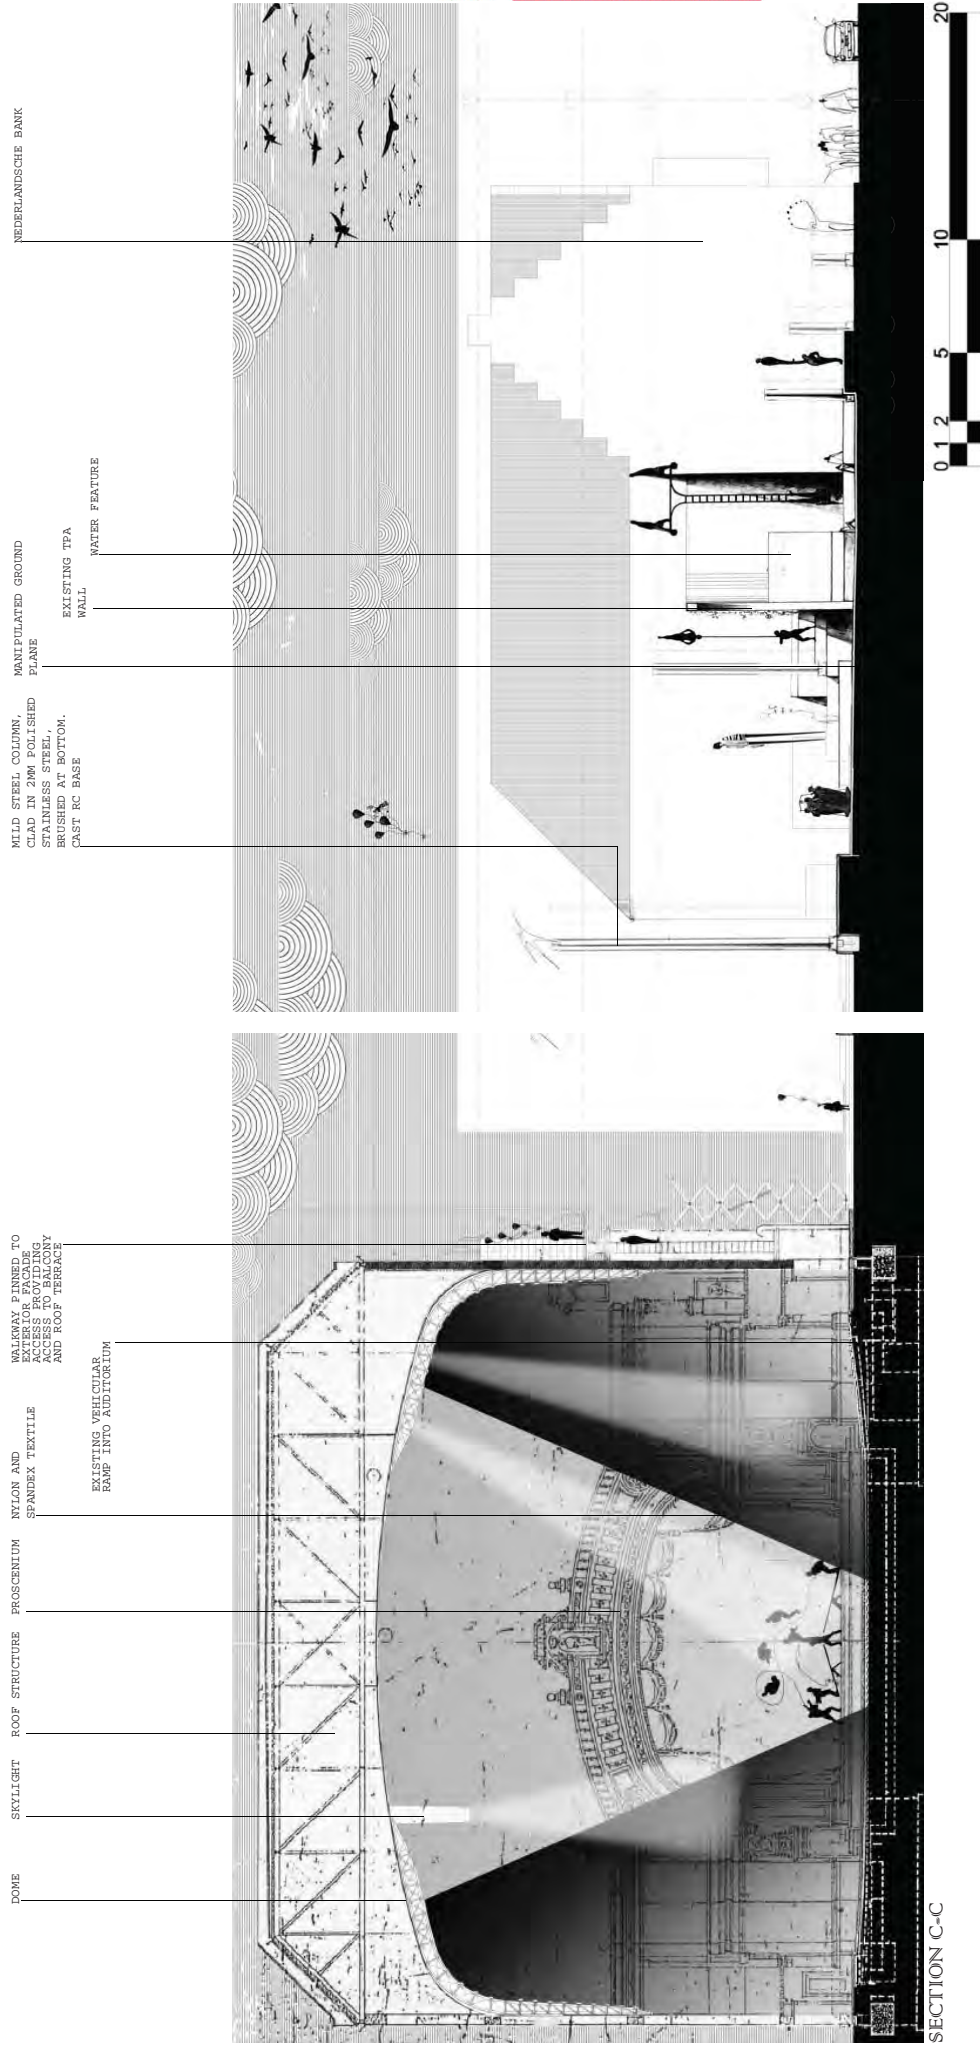 DOME
SKYLIGHT
ROOF STRUCTURE
PROSCENIUM
NYLON AND
SPANDEX TEXTILE
EXISTING VEHICULAR
RAMP INTO AUDITORIUM
WALKWAY PINNED TO
EXTERIOR FACADE
ACCESS PROVIDING
ACCESS TO BALCONY
AND ROOF TERRACE
MILD STEEL COLUMN,
CLAD IN 2MM POLISHED
STAINLESS STEEL,
BRUSHED AT BOTTOM.
CAST RC BASE
MANIPULATED GROUND
PLANE
EXISTING TPA
WALL
WATER FEATURE
NEDERLANDSCHE BANK
SECTION C-C
0 1 2 5 10 20